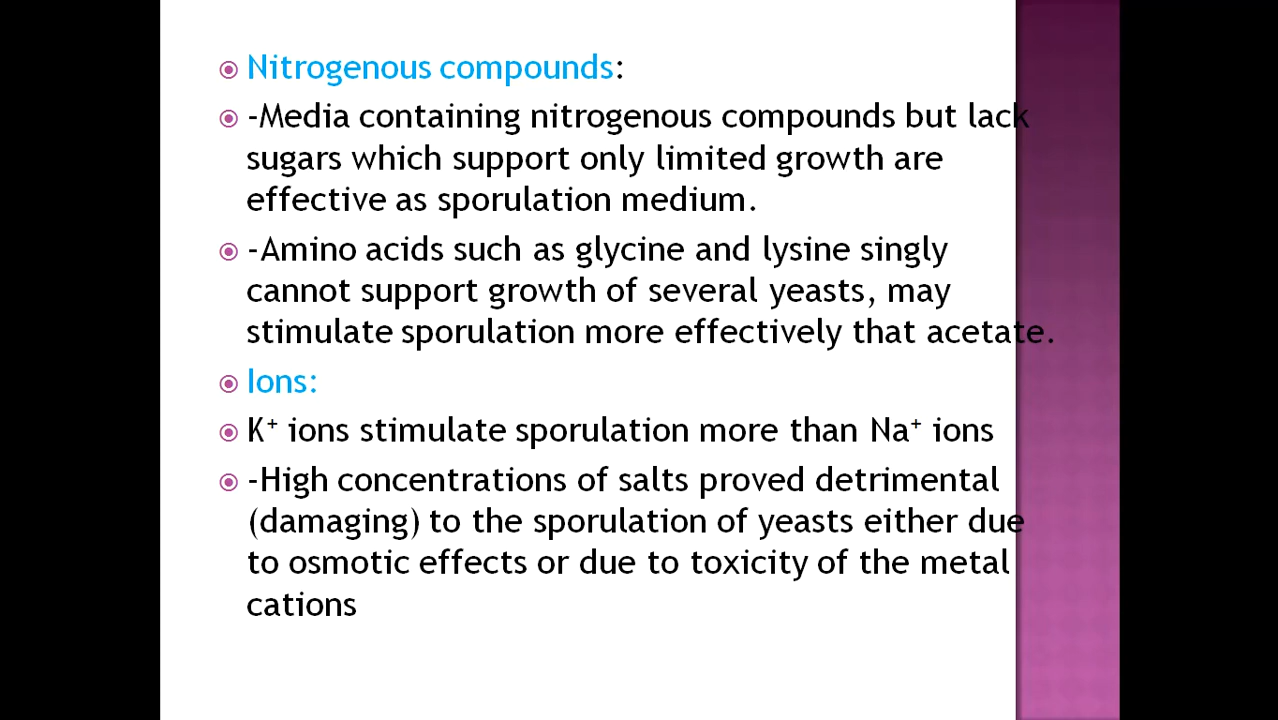 Nitrogenous compounds:
-Media containing nitrogenous compounds but lack
sugars which support only limited growth are
effective as sporulation medium.
-Amino acids such as glycine and lysine singly
cannot support growth of several yeasts, may
stimulate sporulation more effectively that acetate.
Ions:
K⁺ ions stimulate sporulation more than Na⁺ ions
-High concentrations of salts proved detrimental
(damaging) to the sporulation of yeasts either due
to osmotic effects or due to toxicity of the metal
cations